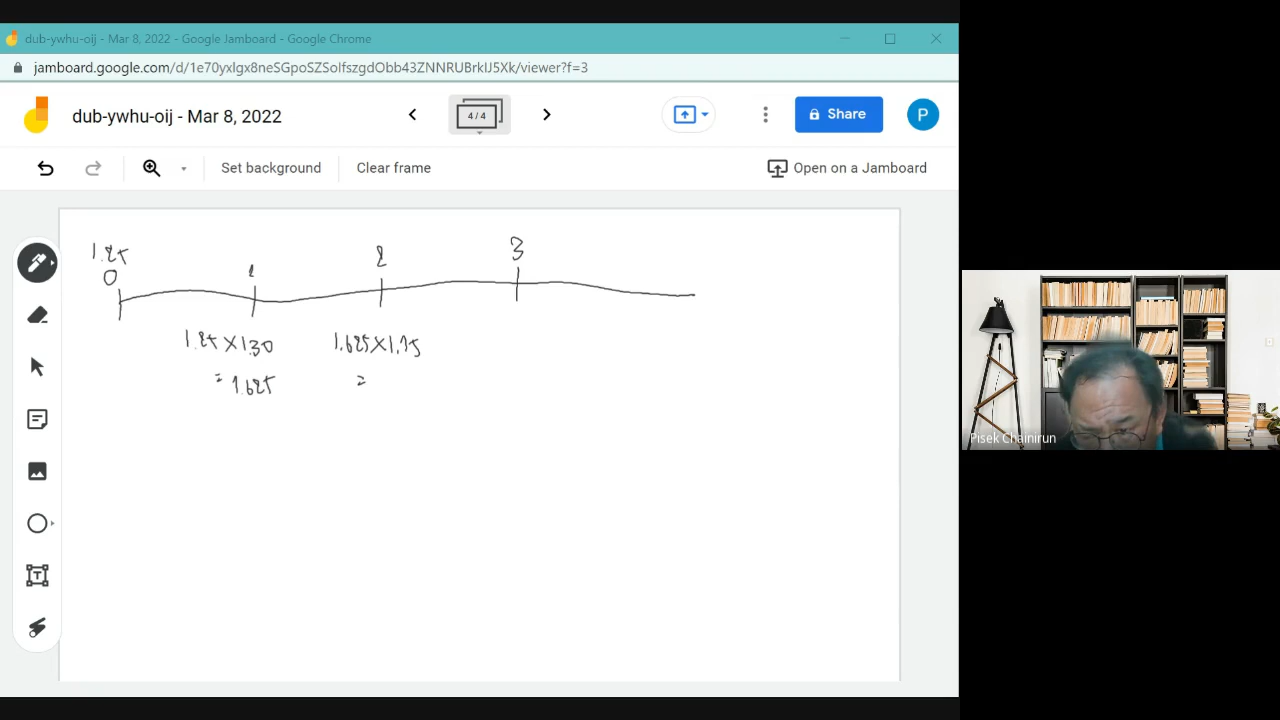 dub-ywhu-oij - Mar 8, 2022 - Google Jamboard - Google Chrome
jamboard.google.com/d/1e70yxlgx8neSGpoSZSolfszgdObb43ZNNRUBrkIJ5Xk/viewer?f=3
dub-ywhu-oij - Mar 8, 2022
4 / 4
Share
P
Set background
Clear frame
Open on a Jamboard
1.25
0
1
2
3
1.25 × 1.30
= 1.625
1.625 × 1.15
=
T
Pisek Chainirun